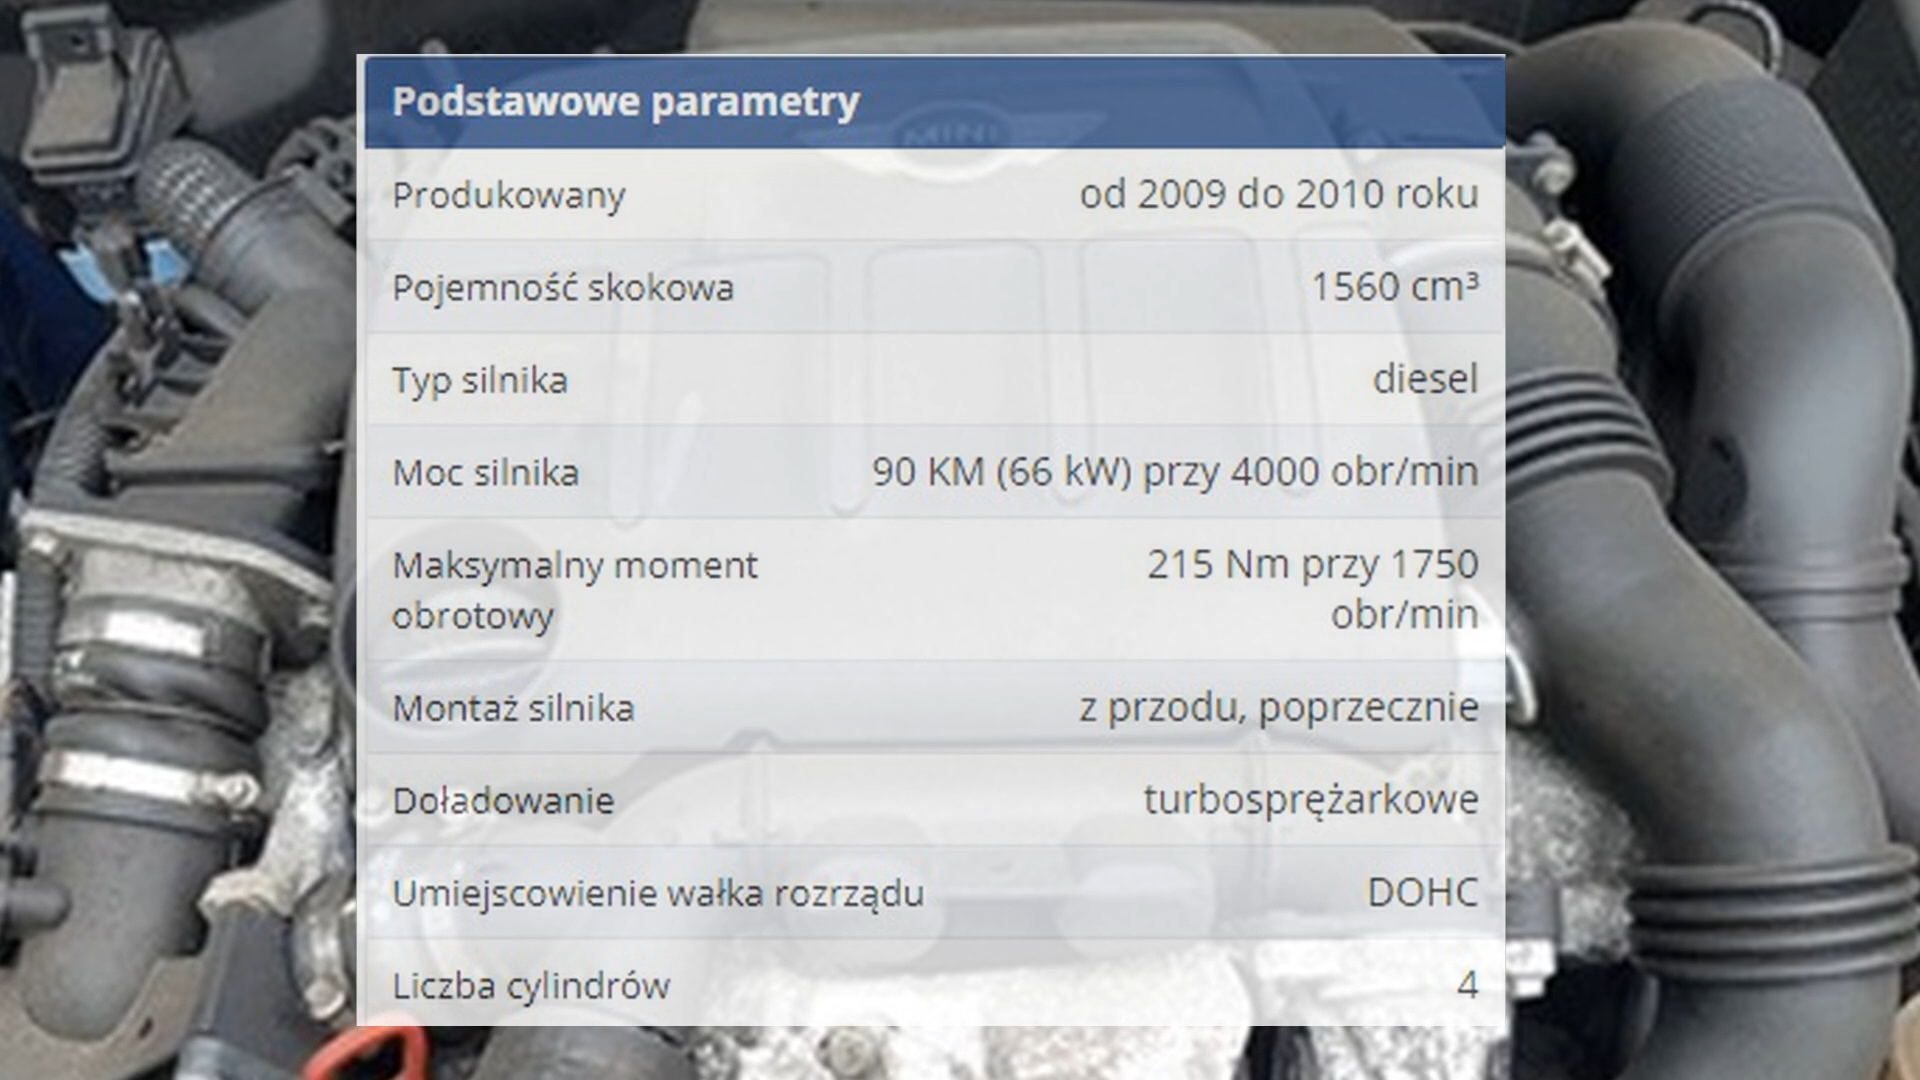 Podstawowe parametry
MINI
Produkowany od 2009 do 2010 roku
Pojemność skokowa 1560 cm³
Typ silnika diesel
Moc silnika 90 KM (66 kW) przy 4000 obr/min
Maksymalny moment 215 Nm przy 1750
obrotowy obr/min
Montaż silnika z przodu, poprzecznie
Doładowanie turbosprężarkowe
Umiejscowienie wałka rozrządu DOHC
Liczba cylindrów 4